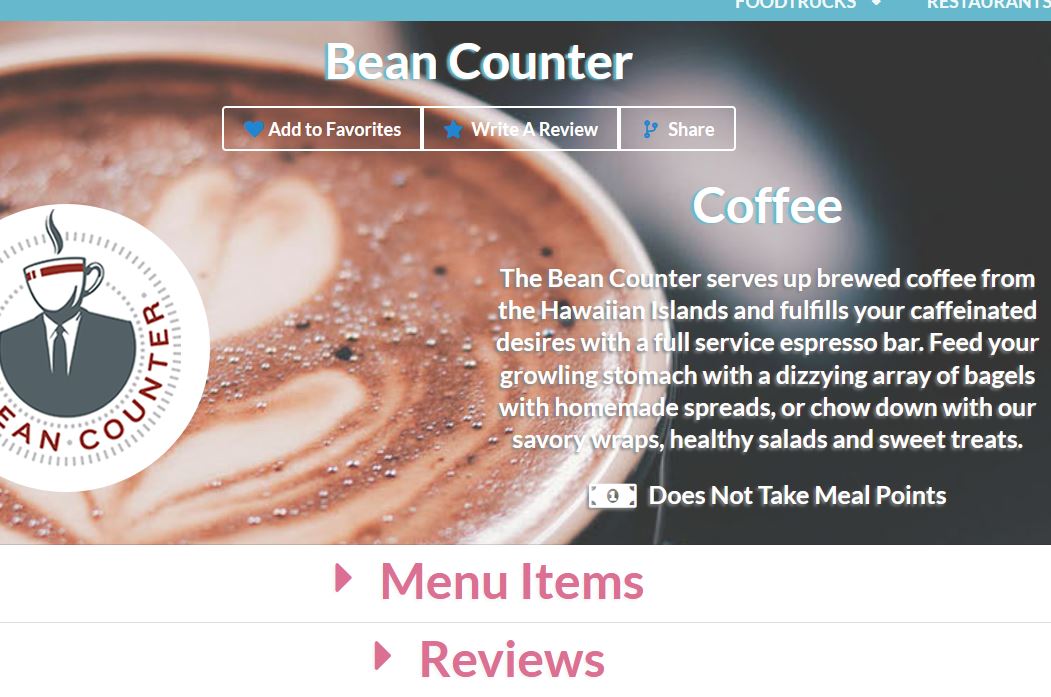 FOODTRUCKS RESTAURANTS
Bean Counter
Add to Favorites Write A Review Share
Coffee
The Bean Counter serves up brewed coffee from
the Hawaiian Islands and fulfills your caffeinated
desires with a full service espresso bar. Feed your
growling stomach with a dizzying array of bagels
with homemade spreads, or chow down with our
savory wraps, healthy salads and sweet treats.
EAN COUNTER
1 Does Not Take Meal Points
Menu Items
Reviews